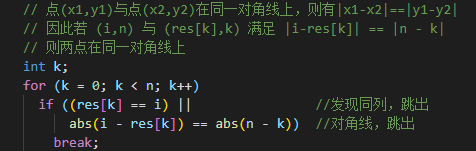 // 点(x1,y1)与点(x2,y2)在同一对角线上，则有|x1-x2|==|y1-y2|
// 因此若 (i,n) 与 (res[k],k) 满足 |i-res[k]| == |n - k|
// 则两点在同一对角线上
int k;
for (k = 0; k < n; k++)
if ((res[k] == i) || //发现同列，跳出
abs(i - res[k]) == abs(n - k)) //对角线，跳出
break;